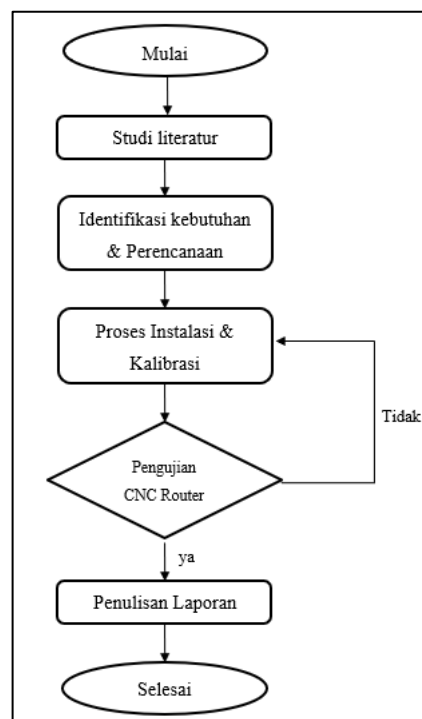 Mulai
Studi literatur
Identifikasi kebutuhan
& Perencanaan
Proses Instalasi &
Kalibrasi
Tidak
Pengujian
CNC Router
ya
Penulisan Laporan
Selesai